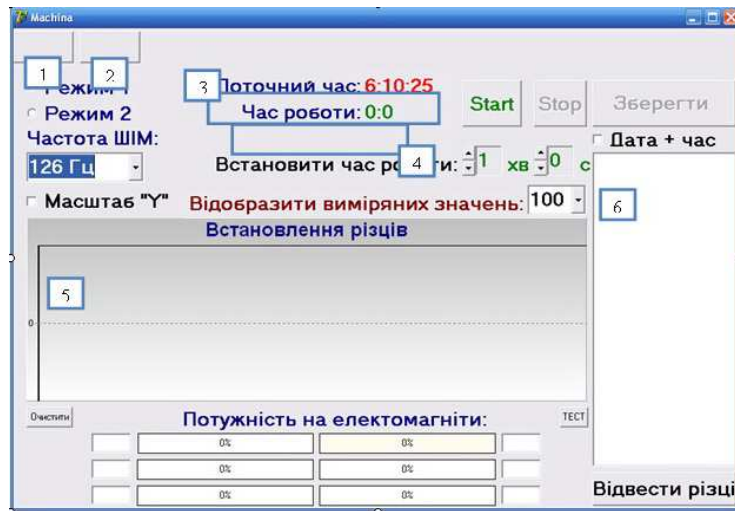 Machina
1 2 3 Поточний час: 6:10:25
Режим 1
Режим 2
Час роботи: 0:0
Start Stop Зберегти
Частота ШІМ:
Дата + час
126 Гц
Встановити час роботи: 1 хв 0 с
4
Масштаб "Y"
Відобразити виміряних значень: 100
6
Встановлення різців
5
0
Очистити
Потужність на електомагніти:
ТЕСТ
0% 0%
0% 0%
0% 0%
Відвести різці